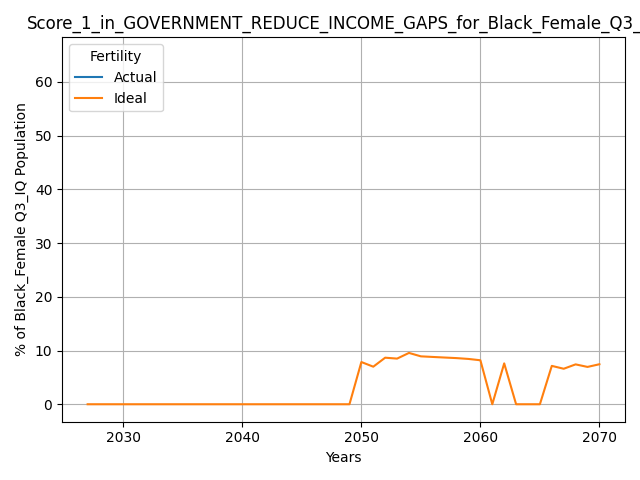 Score_1_in_GOVERNMENT_REDUCE_INCOME_GAPS_for_Black_Female_Q3_
Fertility
Actual
Ideal
% of Black_Female Q3_IQ Population
60
50
40
30
20
10
0
2030 2040 2050 2060 2070
Years